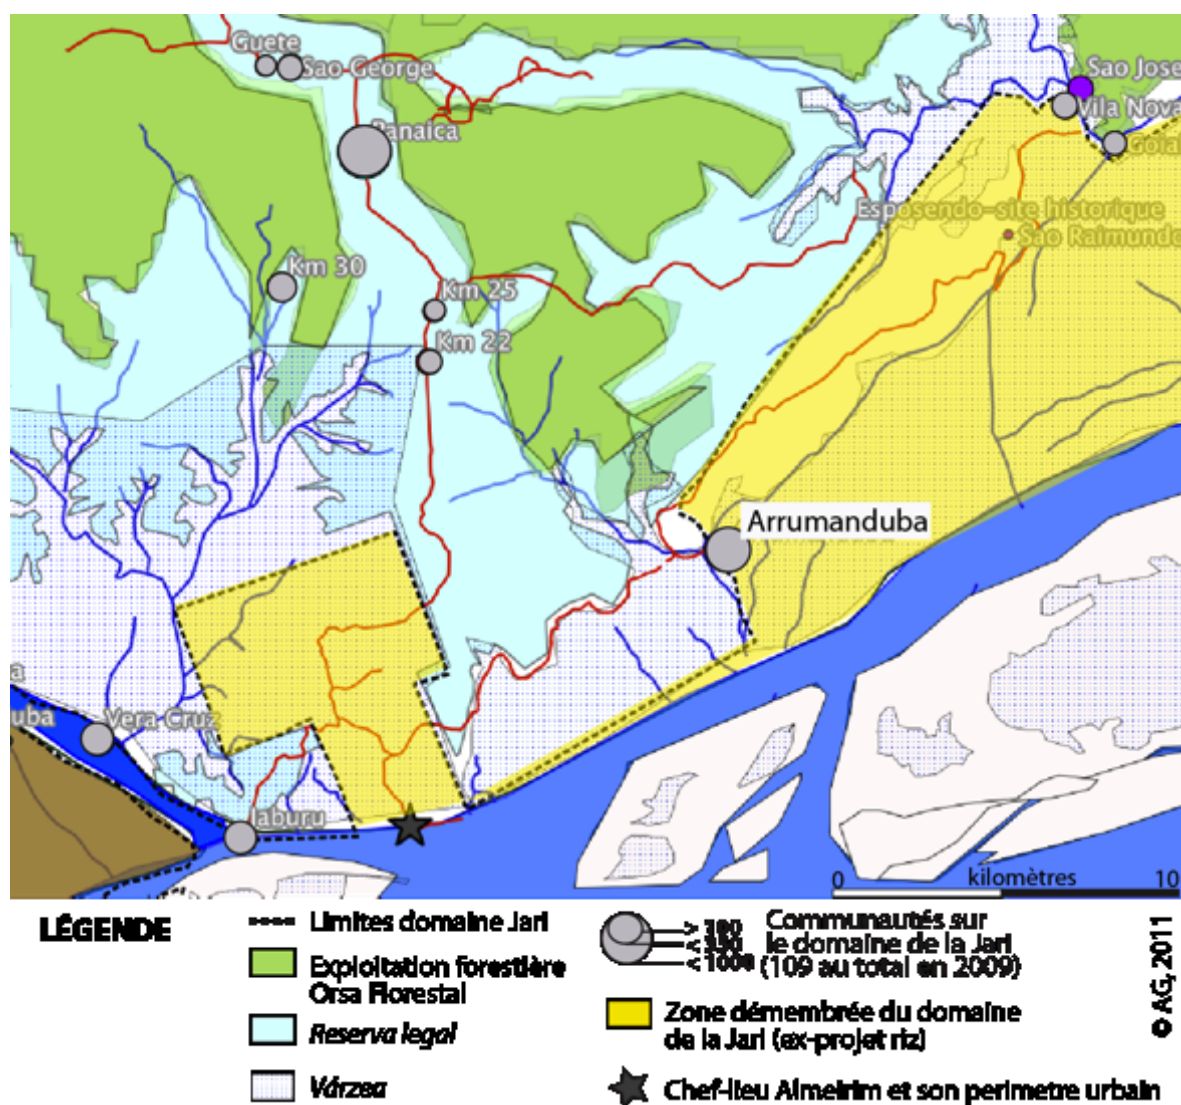 Guete
Sao George
Panaica
Sao Jose
Vila Nova
Goia
Esposendo-site historique
Sao Raimundo
Km 30
Km 25
Km 22
Arrumanduba
a
uba
Vera Cruz
Iaburu
0 kilomètres 10
LÉGENDE
Limites domaine Jari
Exploitation forestière
Orsa Florestal
Reserva legal
Várzea
< 1000
Communautés sur
le domaine de la Jari
(109 au total en 2009)
Zone démembrée du domaine
de la Jari (ex-projet riz)
Chef-lieu Almeirim et son perimetre urbain
© AG, 2011